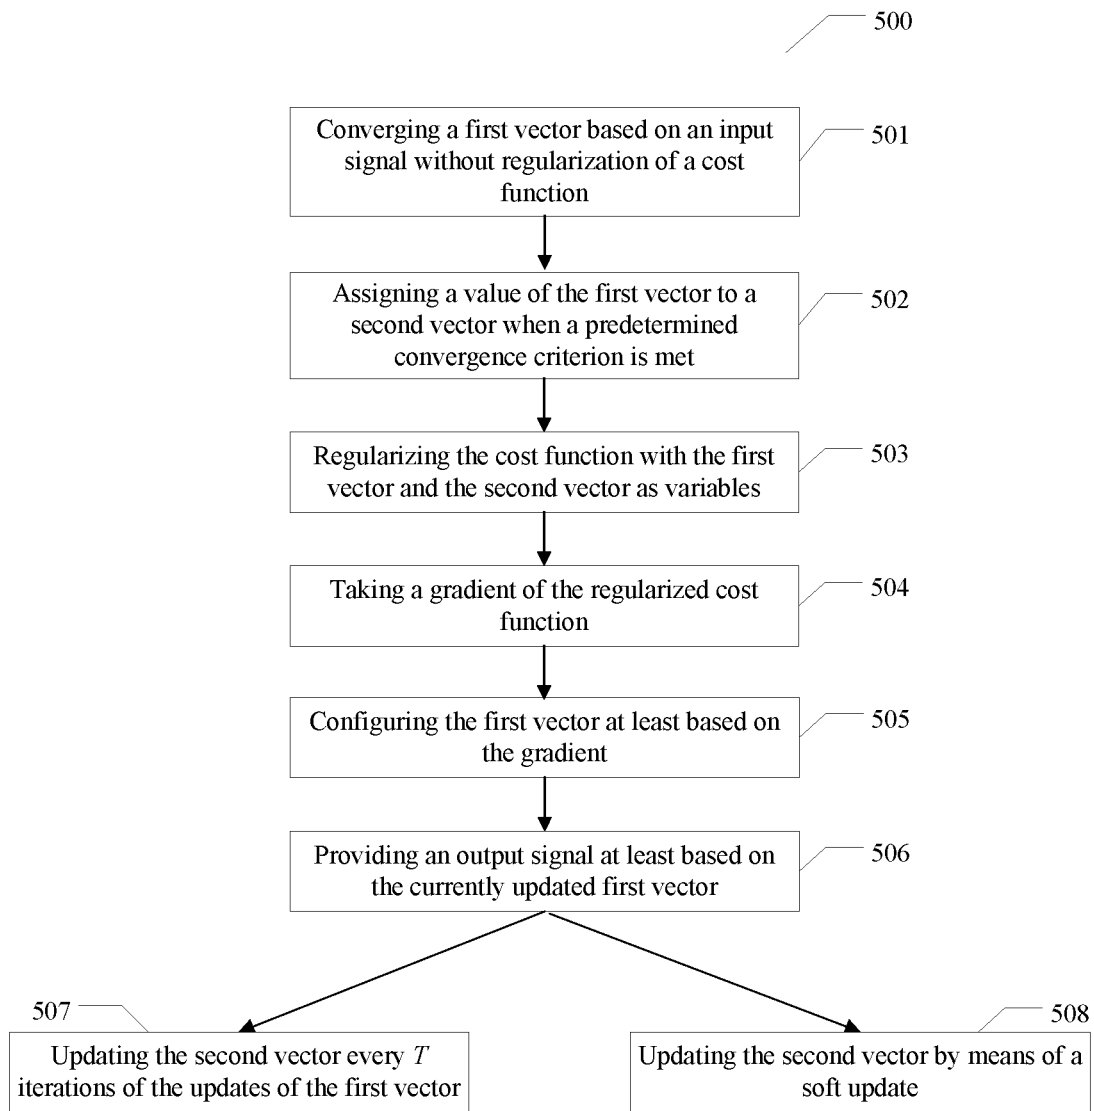 500
Converging a first vector based on an input
signal without regularization of a cost
function
501
Assigning a value of the first vector to a
second vector when a predetermined
convergence criterion is met
502
Regularizing the cost function with the first
vector and the second vector as variables
503
Taking a gradient of the regularized cost
function
504
Configuring the first vector at least based on
the gradient
505
Providing an output signal at least based on
the currently updated first vector
506
507
Updating the second vector every T
iterations of the updates of the first vector
508
Updating the second vector by means of a
soft update